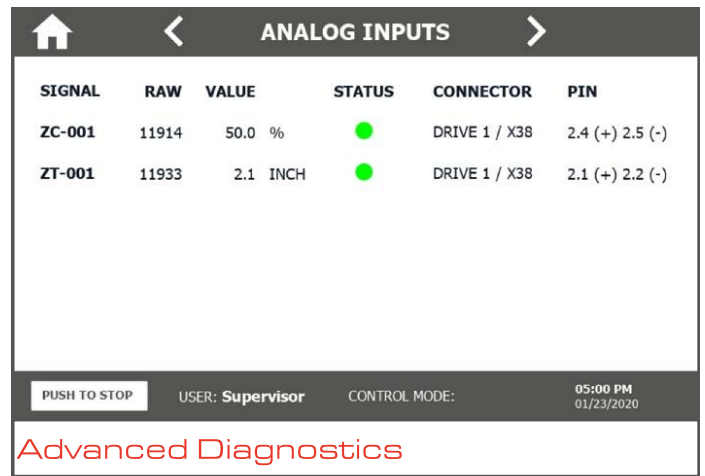 ANALOG INPUTS
SIGNAL RAW VALUE STATUS CONNECTOR PIN
ZC-001 11914 50.0 % DRIVE 1 / X38 2.4 (+) 2.5 (-)
ZT-001 11933 2.1 INCH DRIVE 1 / X38 2.1 (+) 2.2 (-)
PUSH TO STOP USER: Supervisor CONTROL MODE: 05:00 PM
01/23/2020
Advanced Diagnostics